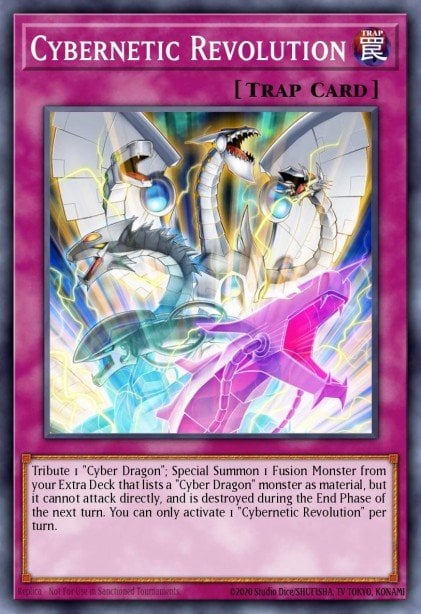 Cybernetic Revolution
TRAP
罠
[Trap Card]
Tribute 1 "Cyber Dragon"; Special Summon 1 Fusion Monster from
your Extra Deck that lists a "Cyber Dragon" monster as material, but
it cannot attack directly, and is destroyed during the End Phase of
the next turn. You can only activate 1 "Cybernetic Revolution" per
turn.
Replica - Not For Use in Sanctioned Tournaments
©2020 Studio Dice/SHUEISHA, TV TOKYO, KONAMI